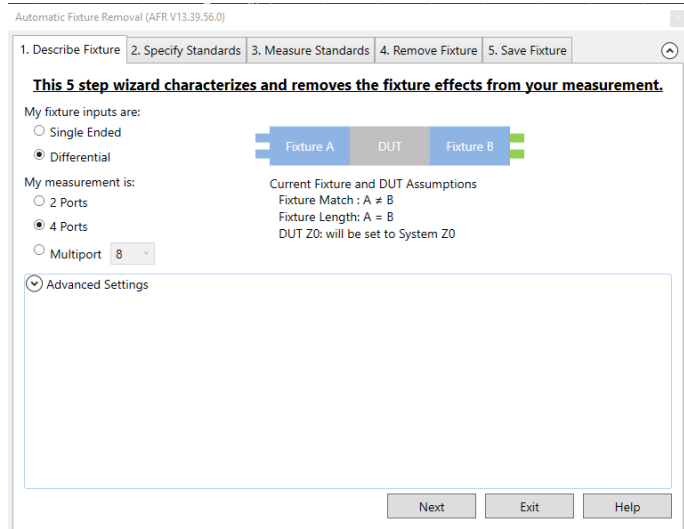 Automatic Fixture Removal (AFR V13.39.56.0)
1. Describe Fixture 2. Specify Standards 3. Measure Standards 4. Remove Fixture 5. Save Fixture
This 5 step wizard characterizes and removes the fixture effects from your measurement.
My fixture inputs are:
Single Ended
Differential
Fixture A DUT Fixture B
My measurement is:
2 Ports
4 Ports
Multiport 8
Current Fixture and DUT Assumptions
Fixture Match : A ≠ B
Fixture Length: A = B
DUT Z0: will be set to System Z0
Advanced Settings
Next Exit Help